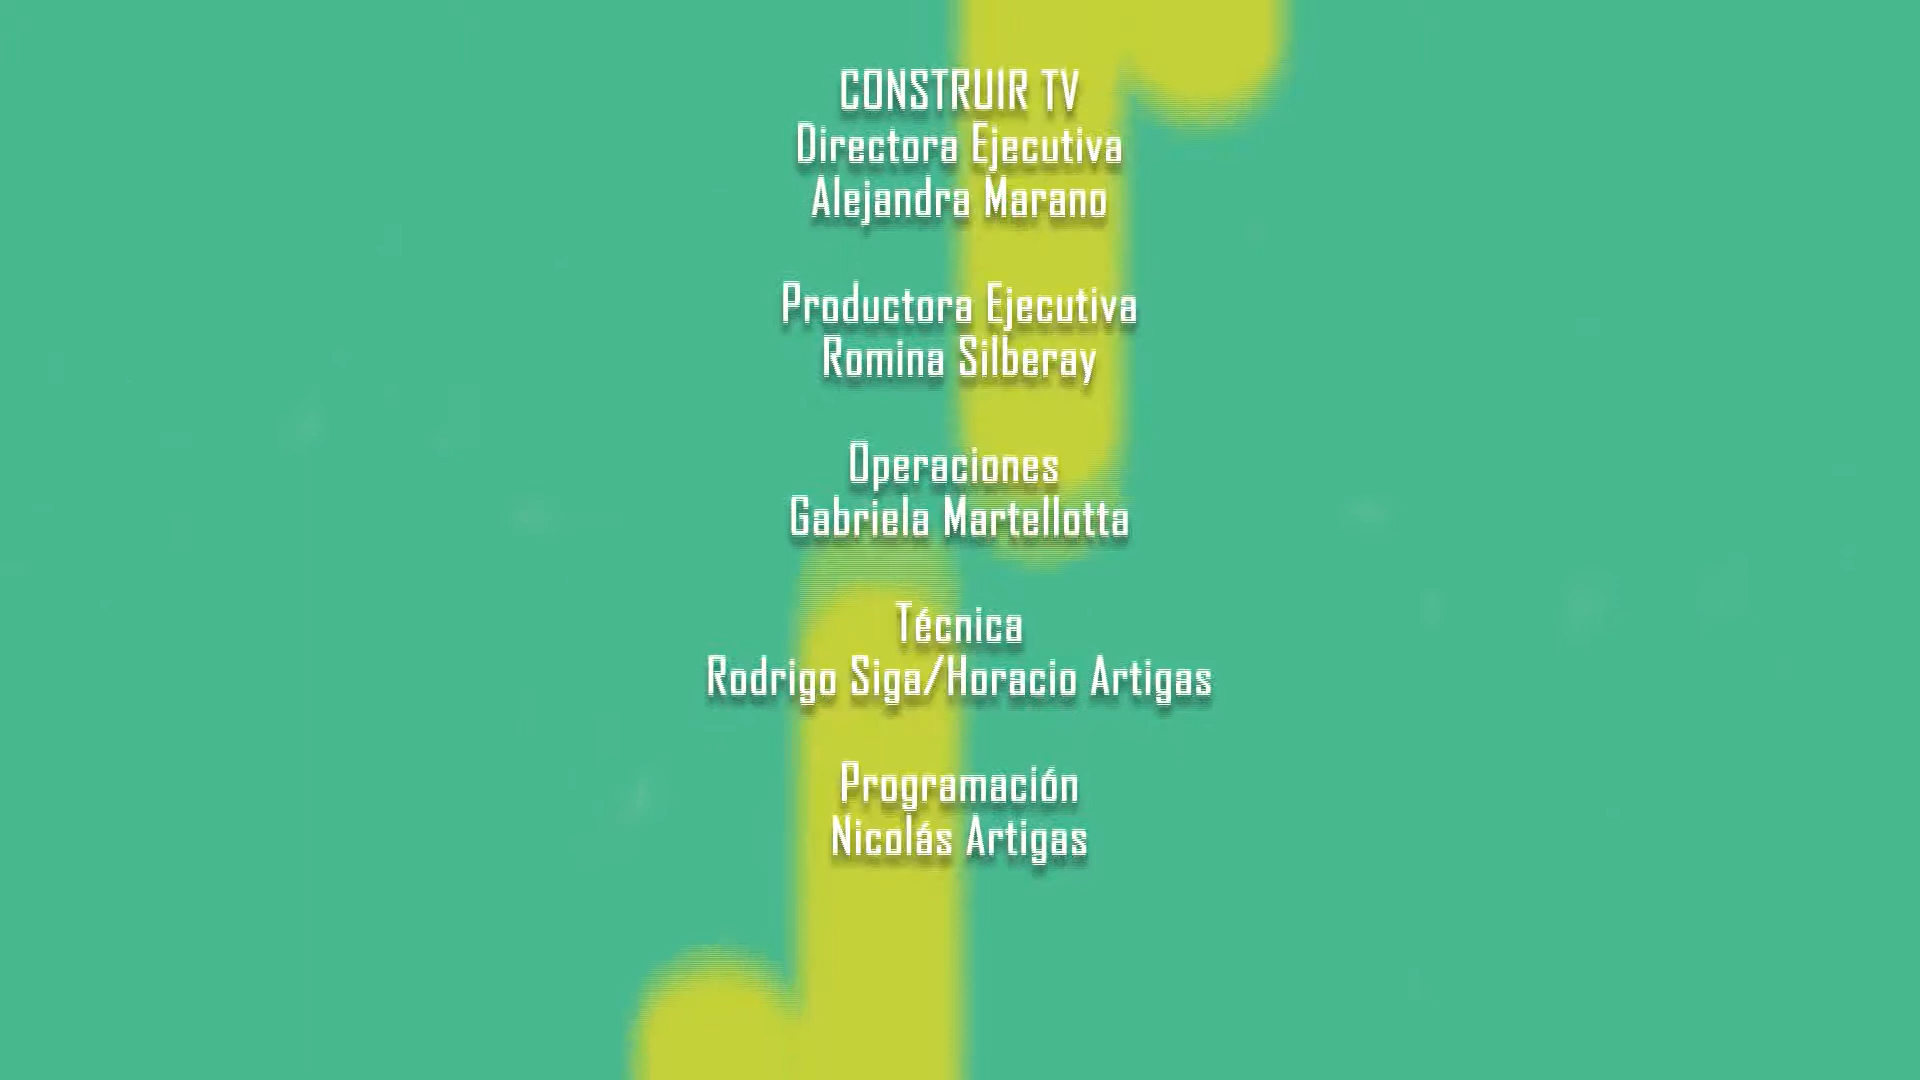 CONSTRUIR TV
Directora Ejecutiva
Alejandra Marano
Productora Ejecutiva
Romina Silberay
Operaciones
Gabriela Martellotta
Técnica
Rodrigo Siga/Horacio Artigas
Programación
Nicolás Artigas